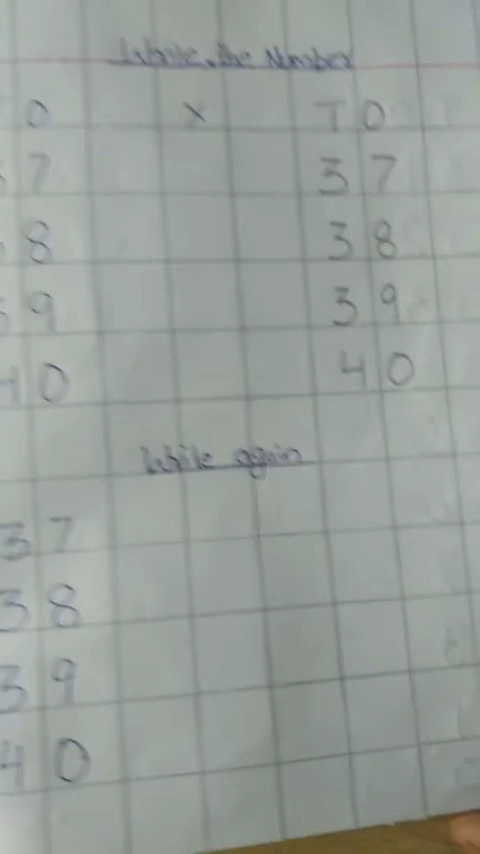 Write the Number
O × T O
7 3 7
8 3 8
9 3 9
4 0 4 0
Write again
3 7
3 8
3 9
4 0